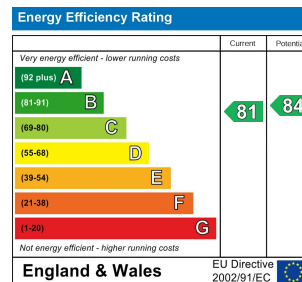 Energy Efficiency Rating
Current Potentia
Very energy efficient - lower running costs
(92 plus) A
(81-91) B
81 84
(69-80) C
(55-68) D
(39-54) E
(21-38) F
(1-20) G
Not energy efficient - higher running costs
England & Wales
EU Directive
2002/91/EC